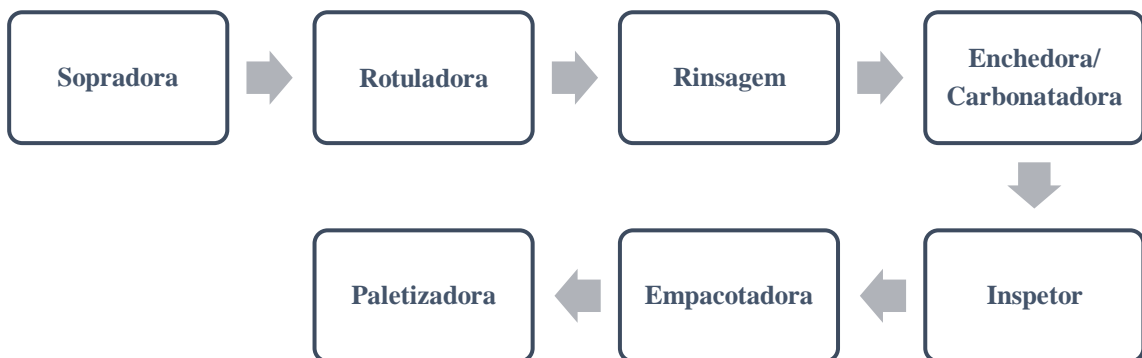 Sopradora
Rotuladora
Rinsagem
Enchedora/
Carbonatadora
Inspetor
Empacotadora
Paletizadora